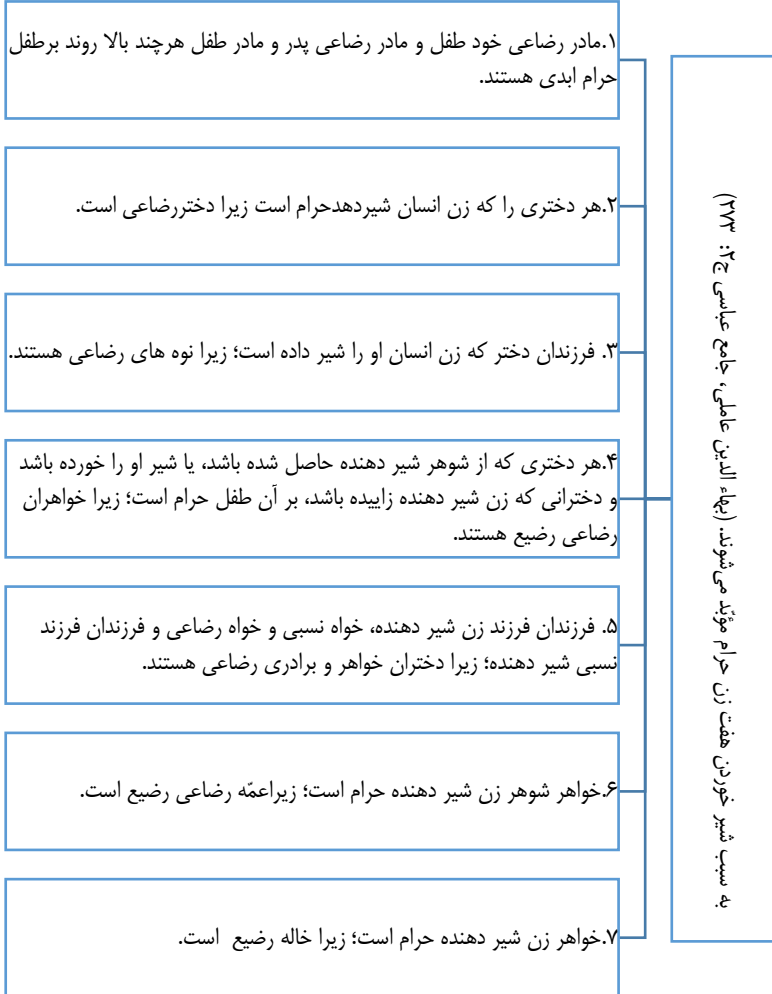 به سبب شیر خوردن هفت زن حرام مؤبّد می‌شوند. (بهاء الدین عاملی، جامع عباسی ج۲: ۲۷۳)
۱.مادر رضاعی خود طفل و مادر رضاعی پدر و مادر طفل هرچند بالا روند برطفل
حرام ابدی هستند.
۲.هر دختری را که زن انسان شیردهدحرام است زیرا دختررضاعی است.
۳. فرزندان دختر که زن انسان او را شیر داده است؛ زیرا نوه های رضاعی هستند.
۴.هر دختری که از شوهر شیر دهنده حاصل شده باشد، یا شیر او را خورده باشد
و دخترانی که زن شیر دهنده زاییده باشد، بر آن طفل حرام است؛ زیرا خواهران
رضاعی رضیع هستند.
۵. فرزندان فرزند زن شیر دهنده، خواه نسبی و خواه رضاعی و فرزندان فرزند
نسبی شیر دهنده؛ زیرا دختران خواهر و برادری رضاعی هستند.
۶.خواهر شوهر زن شیر دهنده حرام است؛ زیراعمّه رضاعی رضیع است.
۷.خواهر زن شیر دهنده حرام است؛ زیرا خاله رضیع است.